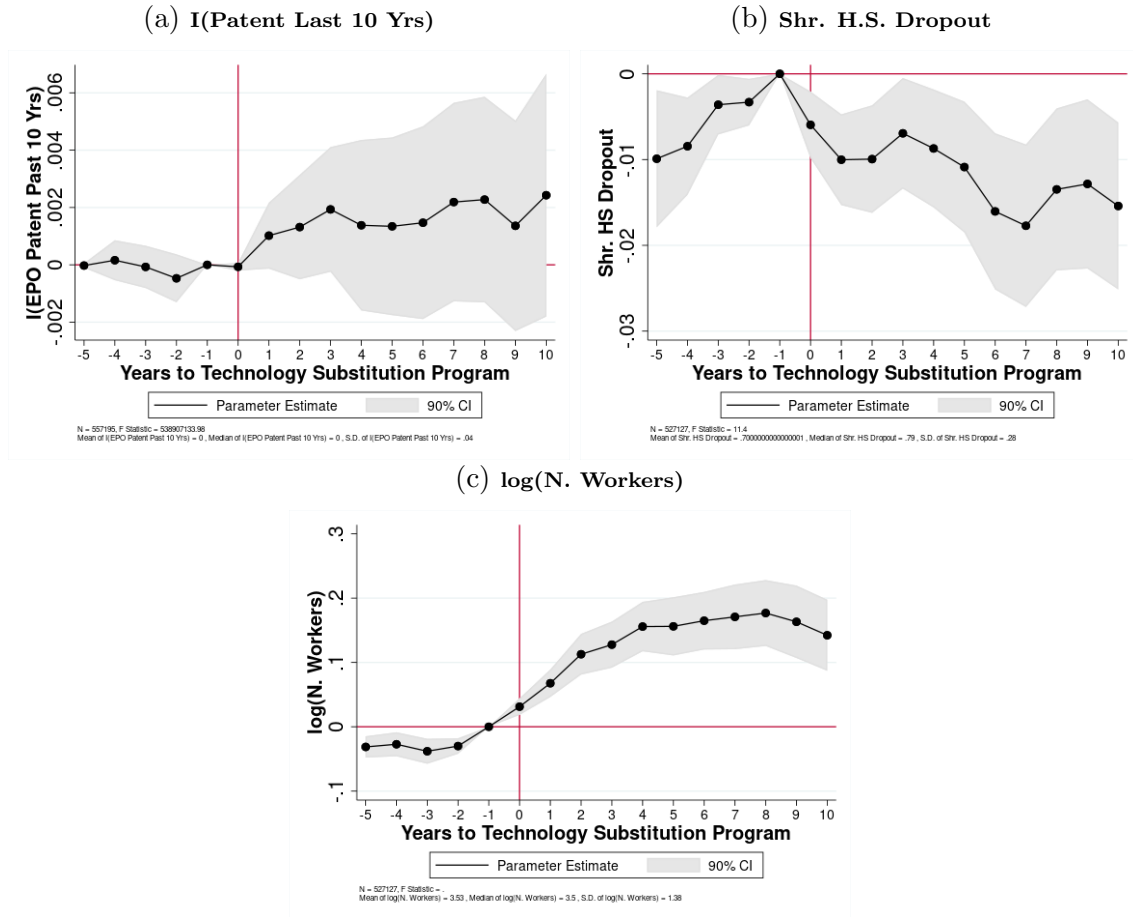 (a) I(Patent Last 10 Yrs)
(b) Shr. H.S. Dropout
I(EPO Patent Past 10 Yrs)
.006
.004
.002
0
-.002
-5 -4 -3 -2 -1 0 1 2 3 4 5 6 7 8 9 10
Years to Technology Substitution Program
Parameter Estimate 90% CI
N = 557195, F Statistic = 538907133.98
Mean of I(EPO Patent Past 10 Yrs) = 0 , Median of I(EPO Patent Past 10 Yrs) = 0 , S.D. of I(EPO Patent Past 10 Yrs) = .04
Shr. HS Dropout
0
-.01
-.02
-.03
-5 -4 -3 -2 -1 0 1 2 3 4 5 6 7 8 9 10
Years to Technology Substitution Program
Parameter Estimate 90% CI
N = 527127, F Statistic = 11.4
Mean of Shr. HS Dropout = .7000000000000001 , Median of Shr. HS Dropout = .79 , S.D. of Shr. HS Dropout = .28
(c) log(N. Workers)
log(N. Workers)
.3
.2
.1
0
-.1
-5 -4 -3 -2 -1 0 1 2 3 4 5 6 7 8 9 10
Years to Technology Substitution Program
Parameter Estimate 90% CI
N = 527127, F Statistic = .
Mean of log(N. Workers) = 3.53 , Median of log(N. Workers) = 3.5 , S.D. of log(N. Workers) = 1.38